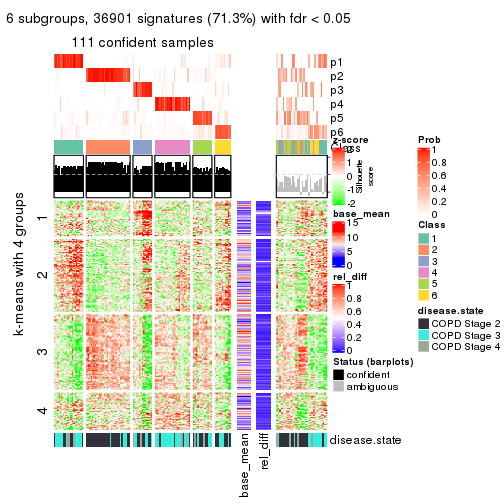 6 subgroups, 36901 signatures (71.3%) with fdr < 0.05
111 confident samples
p1
p2
p3
p4
p5
p6
Class
z-score
2
0
-2
Silhouette
score
k-means with 4 groups
1
2
3
4
base_mean
15
10
5
0
rel_diff
1
0.8
0.6
0.4
0.2
0
Status (barplots)
confident
ambiguous
Prob
1
0.8
0.6
0.4
0.2
0
Class
1
2
3
4
5
6
disease.state
COPD Stage 2
COPD Stage 3
COPD Stage 4
disease.state
base_mean
rel_diff